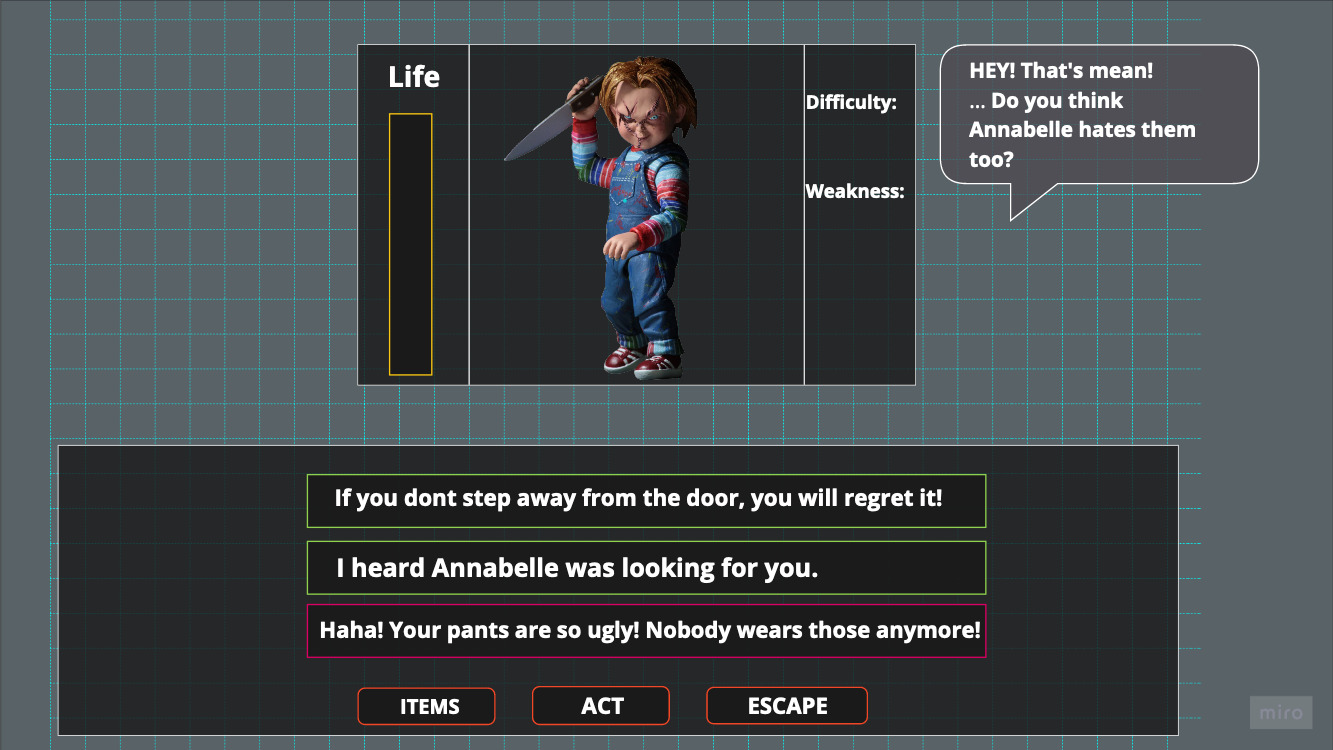 Life
Difficulty:
Weakness:
HEY! That's mean!
... Do you think
Annabelle hates them
too?
If you dont step away from the door, you will regret it!
I heard Annabelle was looking for you.
Haha! Your pants are so ugly! Nobody wears those anymore!
ITEMS
ACT
ESCAPE
miro